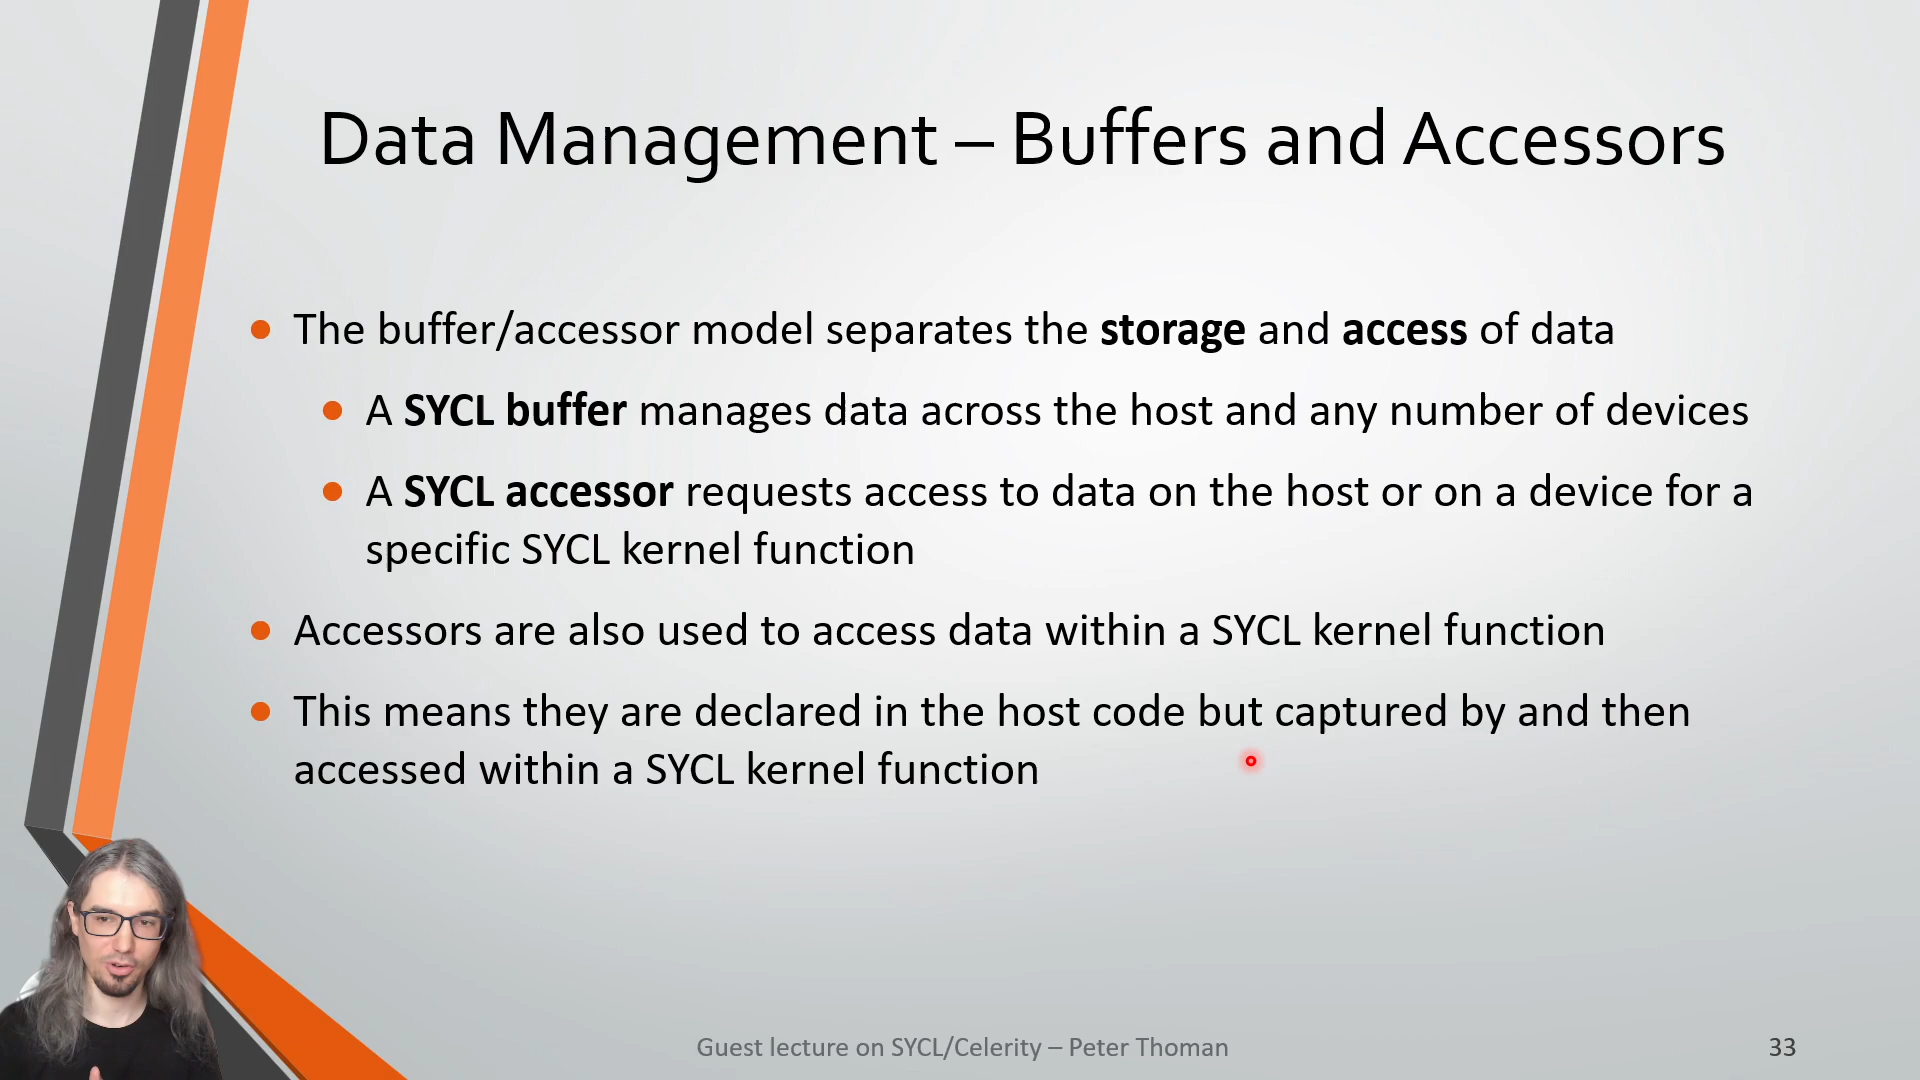 Data Management – Buffers and Accessors
The buffer/accessor model separates the storage and access of data
A SYCL buffer manages data across the host and any number of devices
A SYCL accessor requests access to data on the host or on a device for a
specific SYCL kernel function
Accessors are also used to access data within a SYCL kernel function
This means they are declared in the host code but captured by and then
accessed within a SYCL kernel function
Guest lecture on SYCL/Celerity – Peter Thoman
33